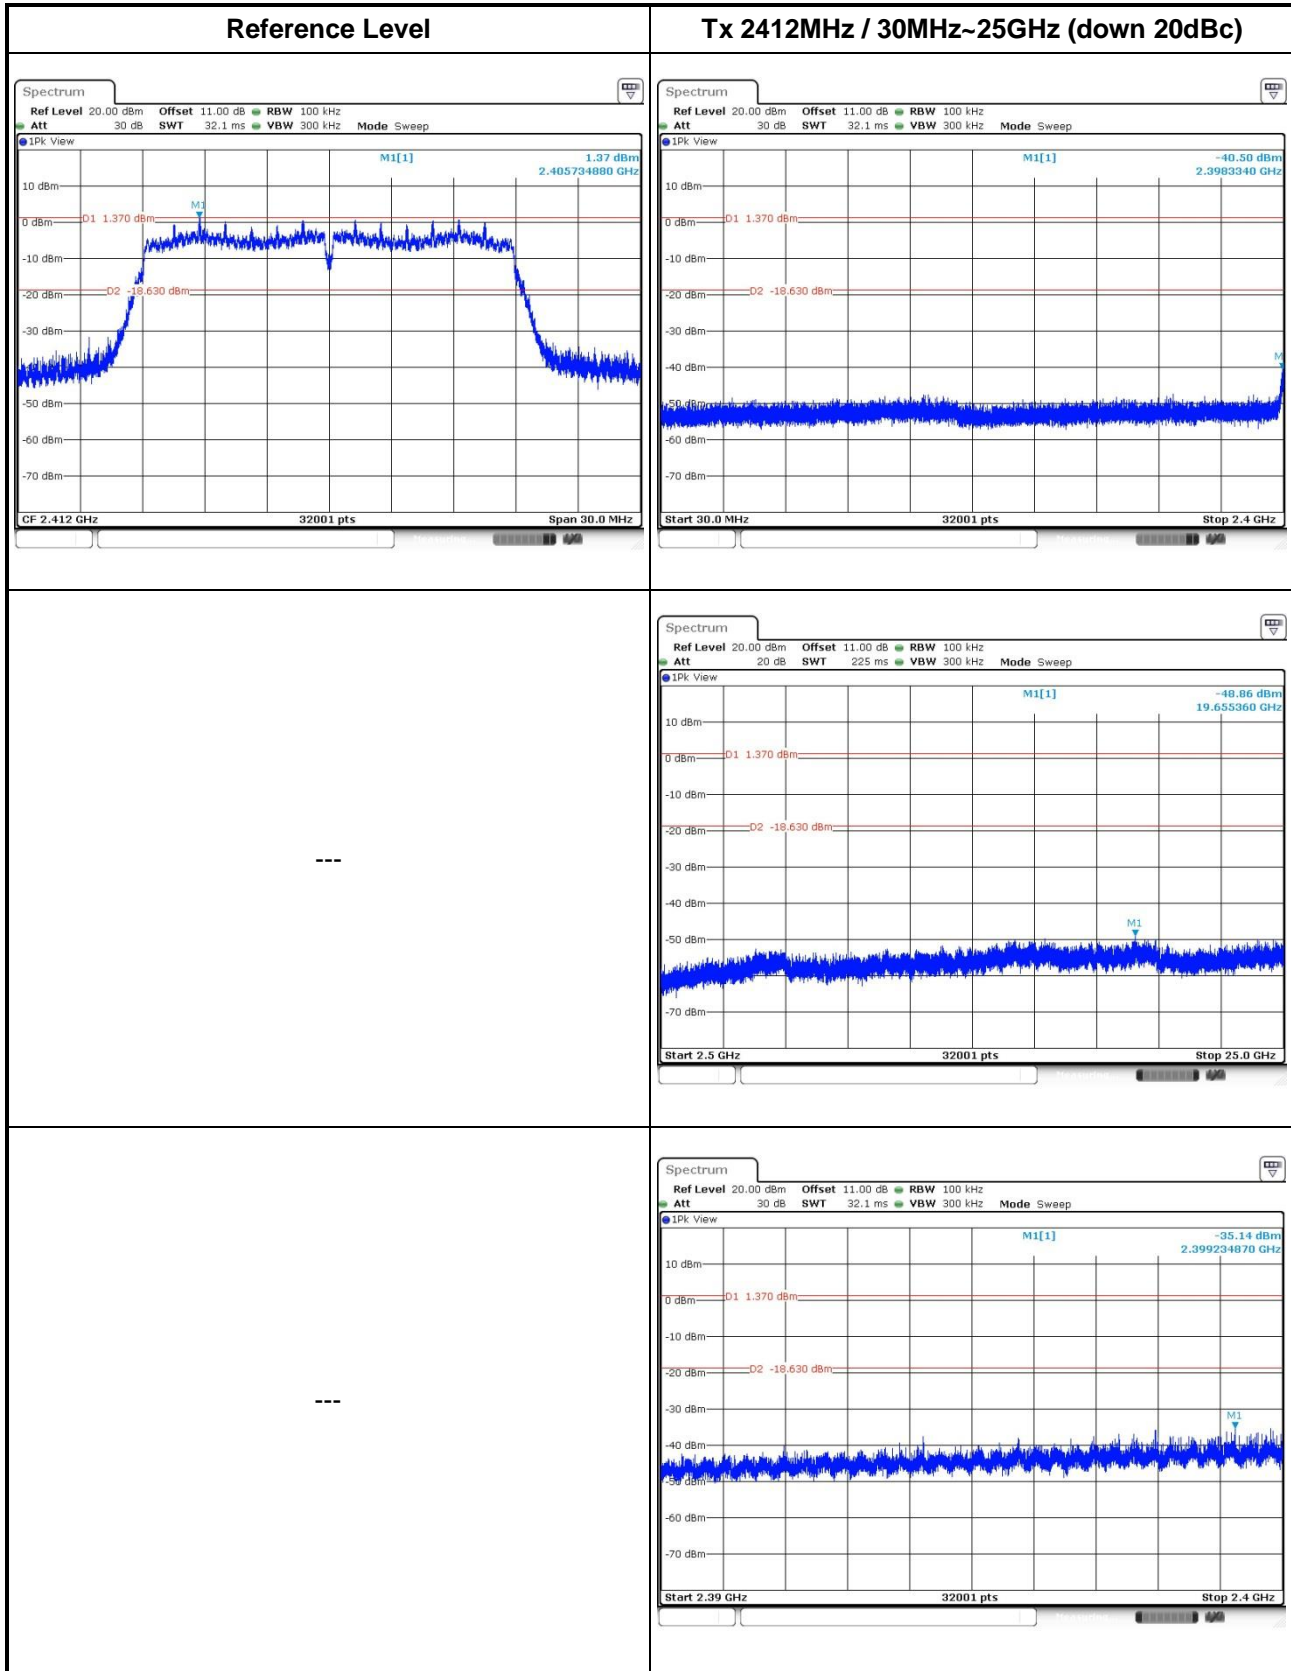 Reference Level
Tx 2412MHz / 30MHz~25GHz (down 20dBc)
Spectrum
Ref Level 20.00 dBm Offset 11.00 dB RBW 100 kHz
Att 30 dB SWT 32.1 ms VBW 300 kHz Mode Sweep
1Pk View
M1[1] 1.37 dBm
2.405734880 GHz
10 dBm
M1
0 dBm
D1 1.370 dBm
-10 dBm
D2 -18.630 dBm
-20 dBm
-30 dBm
-40 dBm
-50 dBm
-60 dBm
-70 dBm
CF 2.412 GHz 32001 pts Span 30.0 MHz
Spectrum
Ref Level 20.00 dBm Offset 11.00 dB RBW 100 kHz
Att 30 dB SWT 32.1 ms VBW 300 kHz Mode Sweep
1Pk View
M1[1] -40.50 dBm
2.3983340 GHz
10 dBm
0 dBm
D1 1.370 dBm
-10 dBm
D2 -18.630 dBm
-20 dBm
-30 dBm
M
-40 dBm
-50 dBm
-60 dBm
-70 dBm
Start 30.0 MHz 32001 pts Stop 2.4 GHz
---
Spectrum
Ref Level 20.00 dBm Offset 11.00 dB RBW 100 kHz
Att 20 dB SWT 225 ms VBW 300 kHz Mode Sweep
1Pk View
M1[1] -48.86 dBm
19.655360 GHz
10 dBm
0 dBm
D1 1.370 dBm
-10 dBm
D2 -18.630 dBm
-20 dBm
-30 dBm
-40 dBm
M1
-50 dBm
-70 dBm
Start 2.5 GHz 32001 pts Stop 25.0 GHz
---
Spectrum
Ref Level 20.00 dBm Offset 11.00 dB RBW 100 kHz
Att 30 dB SWT 32.1 ms VBW 300 kHz Mode Sweep
1Pk View
M1[1] -35.14 dBm
2.399234870 GHz
10 dBm
0 dBm
D1 1.370 dBm
-10 dBm
D2 -18.630 dBm
-20 dBm
-30 dBm
M1
-40 dBm
-50 dBm
-60 dBm
-70 dBm
Start 2.39 GHz 32001 pts Stop 2.4 GHz